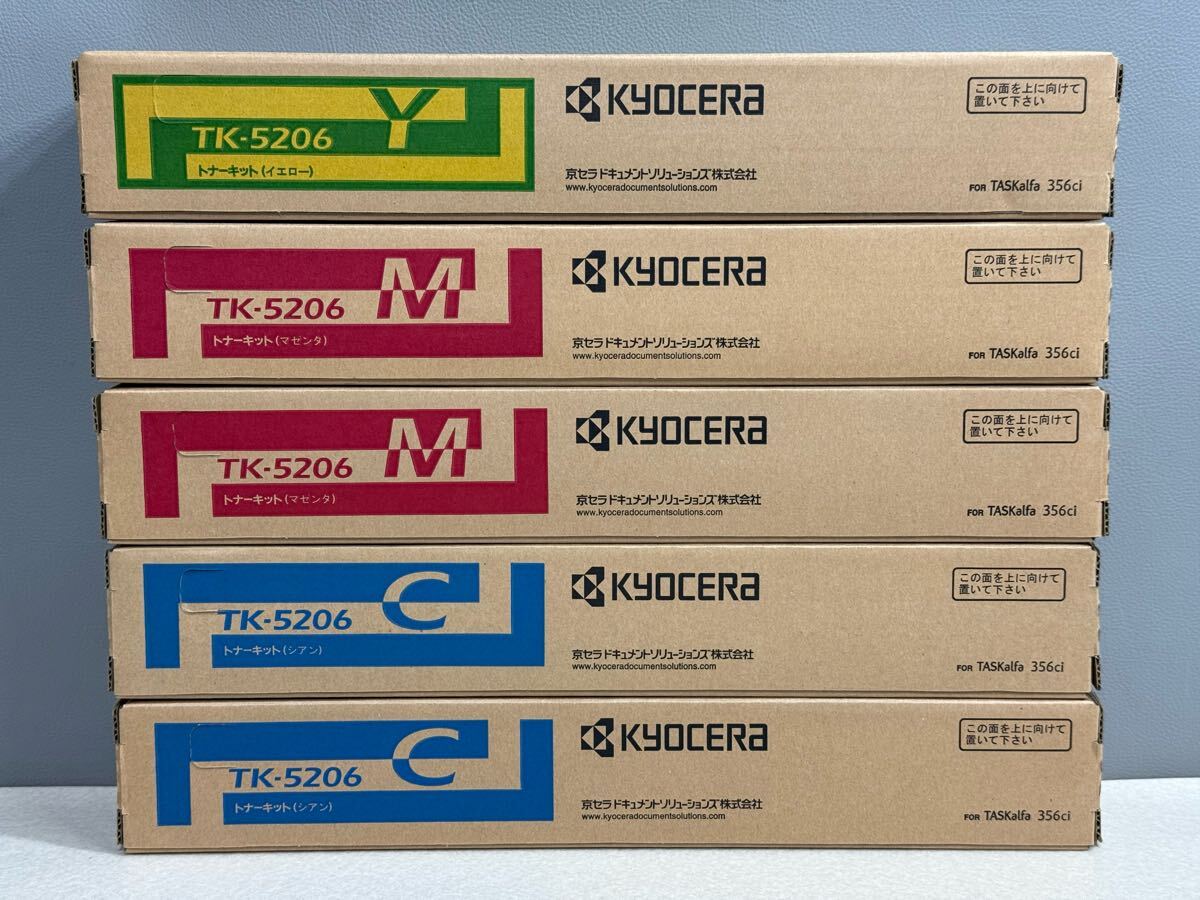 Y
TK-5206
トナーキット(イエロー)
KYOCERa
京セラドキュメントソリューションズ株式会社
www.kyoceradocumentsolutions.com
この面を上に向けて
置いて下さい
FOR TASKalfa 356ci
M
TK-5206
トナーキット(マゼンタ)
KYOCERa
京セラドキュメントソリューションズ株式会社
www.kyoceradocumentsolutions.com
この面を上に向けて
置いて下さい
FOR TASKalfa 356ci
M
TK-5206
トナーキット(マゼンタ)
KYOCERa
京セラドキュメントソリューションズ株式会社
www.kyoceradocumentsolutions.com
この面を上に向けて
置いて下さい
FOR TASKalfa 356ci
C
TK-5206
トナーキット(シアン)
KYOCERa
京セラドキュメントソリューションズ株式会社
www.kyoceradocumentsolutions.com
この面を上に向けて
置いて下さい
FOR TASKalfa 356ci
C
TK-5206
トナーキット(シアン)
KYOCERa
京セラドキュメントソリューションズ株式会社
www.kyoceradocumentsolutions.com
この面を上に向けて
置いて下さい
FOR TASKalfa 356ci